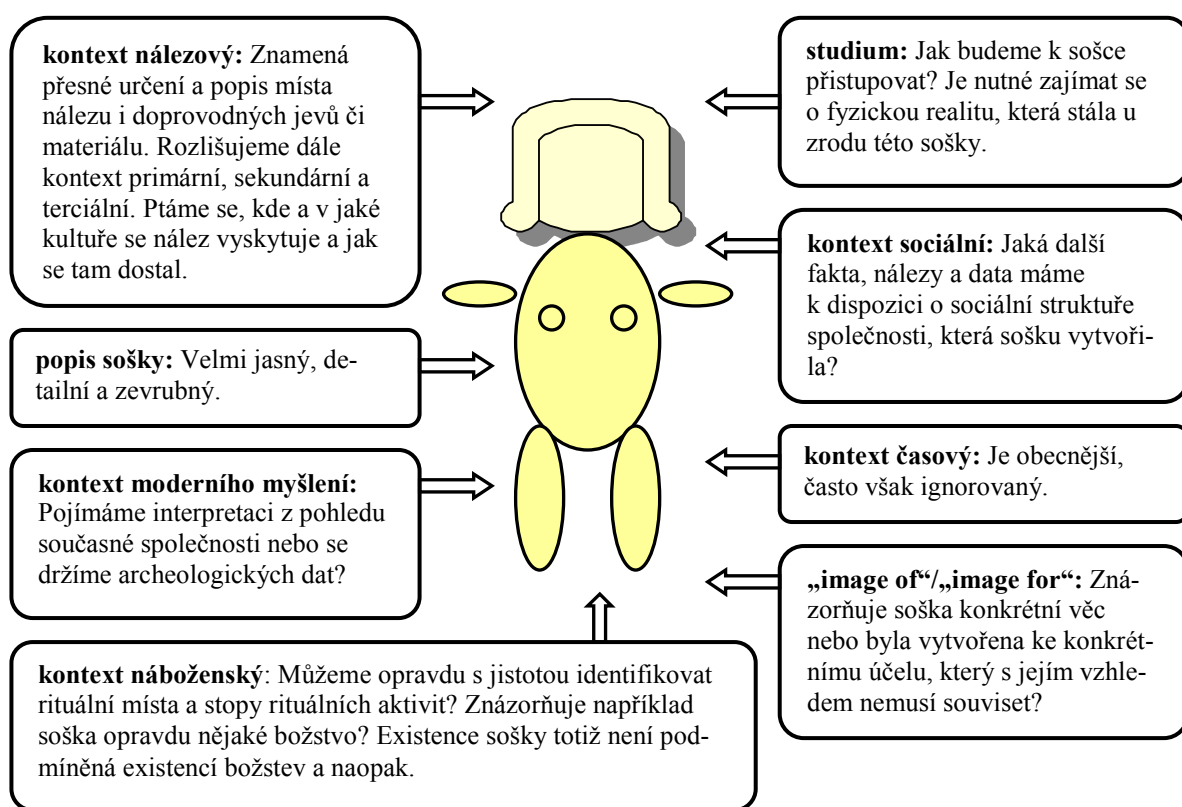 kontext nálezový: Znamená
přesné určení a popis místa
nálezu i doprovodných jevů či
materiálu. Rozlišujeme dále
kontext primární, sekundární a
terciální. Ptáme se, kde a v jaké
kultuře se nález vyskytuje a jak
se tam dostal.
popis sošky: Velmi jasný, de-
tailní a zevrubný.
kontext moderního myšlení:
Pojímáme interpretaci z pohledu
současné společnosti nebo se
držíme archeologických dat?
kontext náboženský: Můžeme opravdu s jistotou identifikovat
rituální místa a stopy rituálních aktivit? Znázorňuje například
soška opravdu nějaké božstvo? Existence sošky totiž není pod-
míněná existencí božstev a naopak.
studium: Jak budeme k sošce
přistupovat? Je nutné zajímat se
o fyzickou realitu, která stála u
zrodu této sošky.
kontext sociální: Jaká další
fakta, nálezy a data máme
k dispozici o sociální struktuře
společnosti, která sošku vytvoři-
la?
kontext časový: Je obecnější,
často však ignorovaný.
„image of“/„image for“: Zná-
zorňuje soška konkrétní věc
nebo byla vytvořena ke konkrét-
nímu účelu, který s jejím vzhle-
dem nemusí souviset?